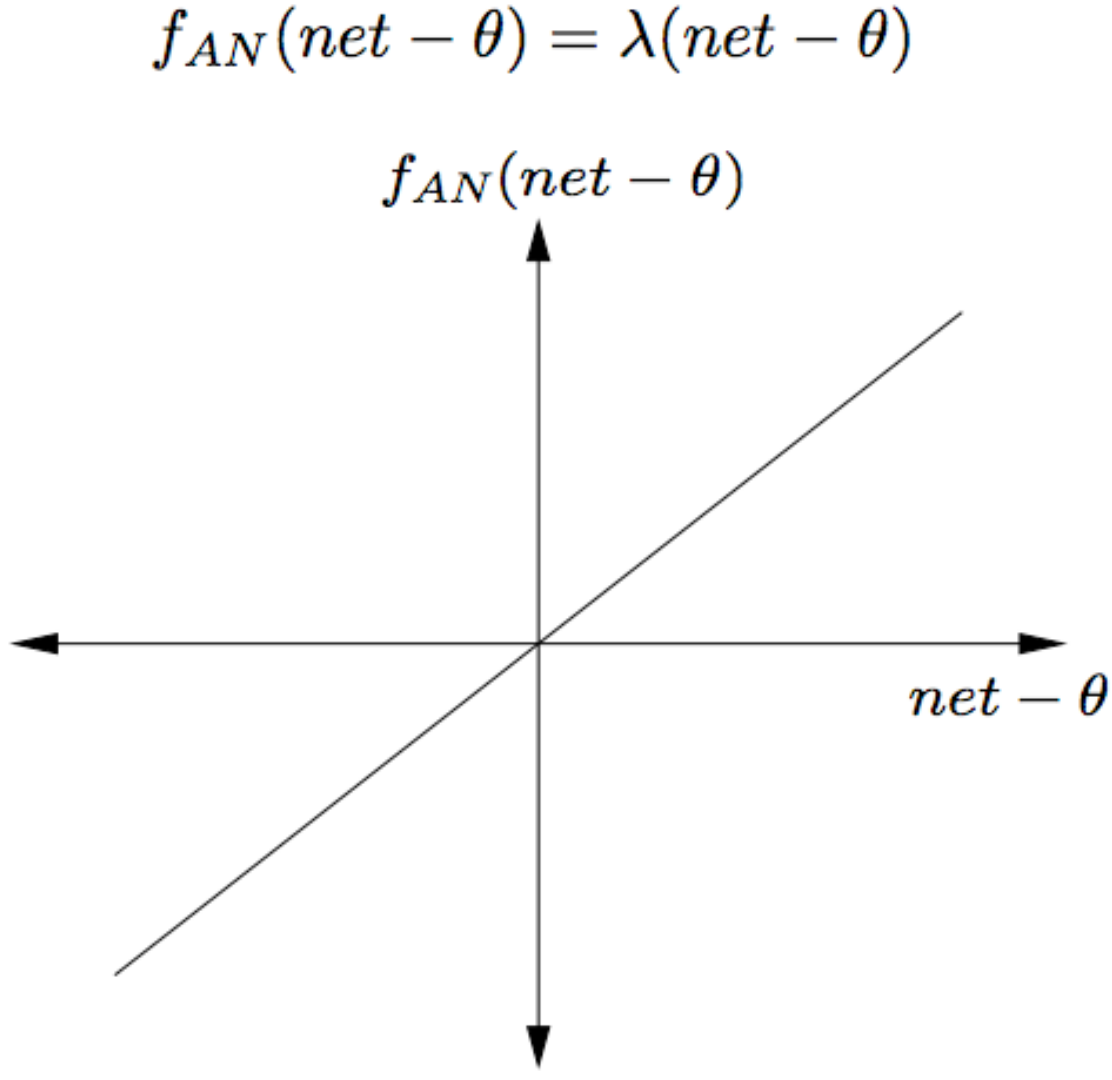 f_{AN}(net − θ) = λ(net − θ)
f_{AN}(net − θ)
net − θ